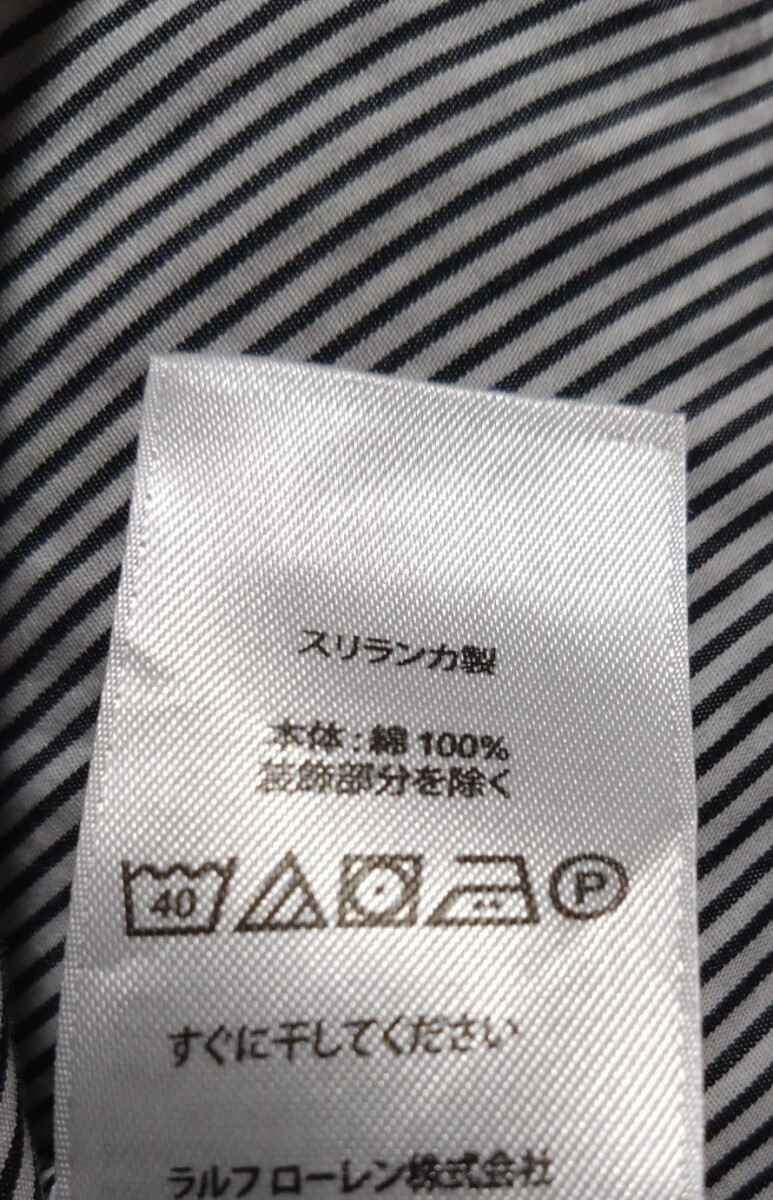 スリランカ製
本体:綿 100%
装飾部分を除く
40 P
すぐに干してください
ラルフ ローレン株式会社